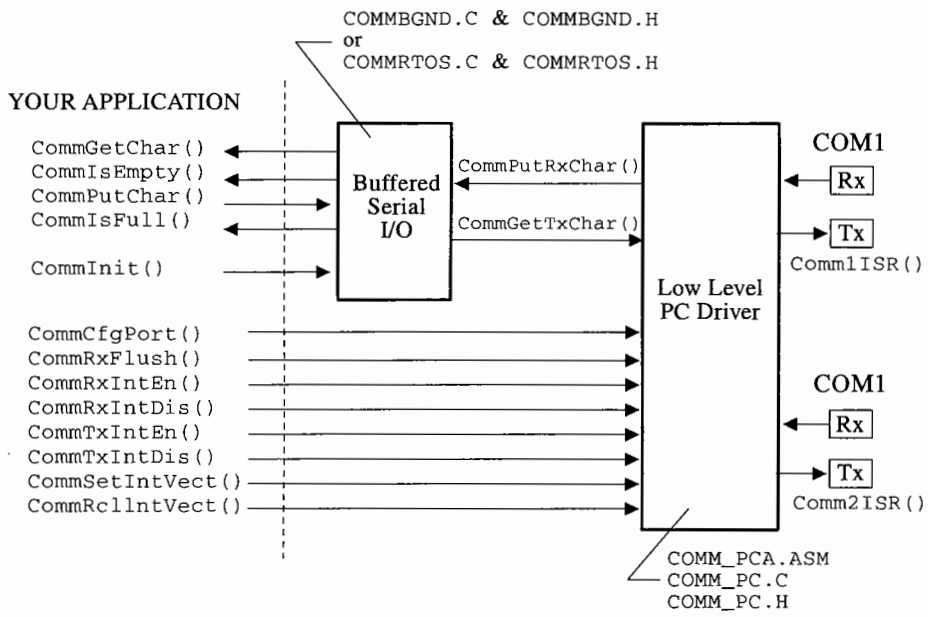 COMMBGND.C & COMMBGND.H
or
COMMRTOS.C & COMMRTOS.H
YOUR APPLICATION
CommGetChar()
CommIsEmpty()
CommPutChar()
CommIsFull()
CommInit()
Buffered
Serial
I/O
CommPutRxChar()
CommGetTxChar()
Low Level
PC Driver
COM1
Rx
Tx
Comm1ISR()
CommCfgPort()
CommRxFlush()
CommRxIntEn()
CommRxIntDis()
CommTxIntEn()
CommTxIntDis()
CommSetIntVect()
CommRclIntVect()
COM1
Rx
Tx
Comm2ISR()
COMM_PCA.ASM
COMM_PC.C
COMM_PC.H